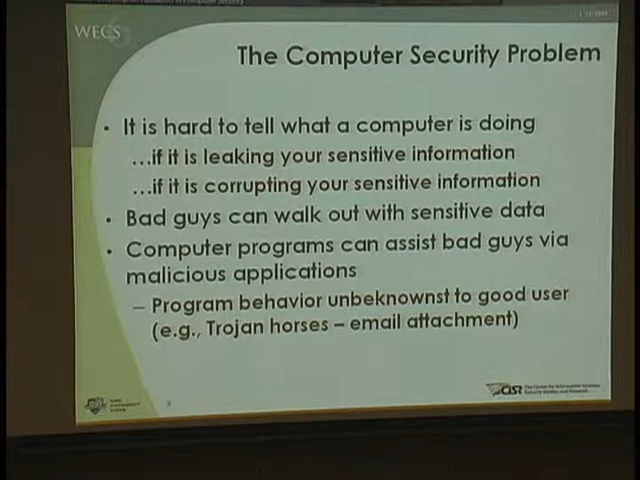 WECS
The Computer Security Problem
• It is hard to tell what a computer is doing
...if it is leaking your sensitive information
...if it is corrupting your sensitive information
• Bad guys can walk out with sensitive data
• Computer programs can assist bad guys via
malicious applications
– Program behavior unbeknownst to good user
(e.g., Trojan horses – email attachment)
CISR
3